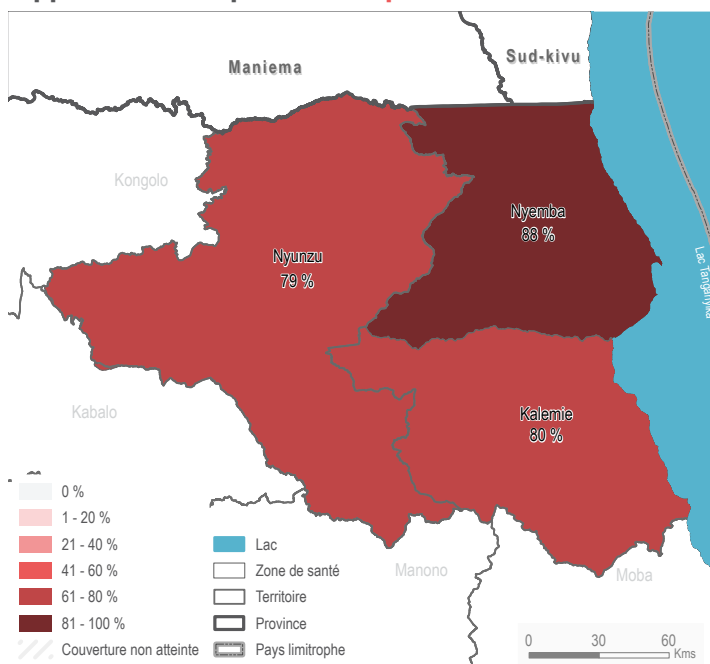 Maniema
Sud-kivu
Kongolo
Nyemba
88 %
Nyunzu
79 %
Lac Tanganyika
Kabalo
Kalemie
80 %
0 %
1 - 20 %
21 - 40 %
41 - 60 %
61 - 80 %
81 - 100 %
Couverture non atteinte
Lac
Zone de santé
Territoire
Province
Pays limitrophe
Manono
Moba
0 30 60
Kms